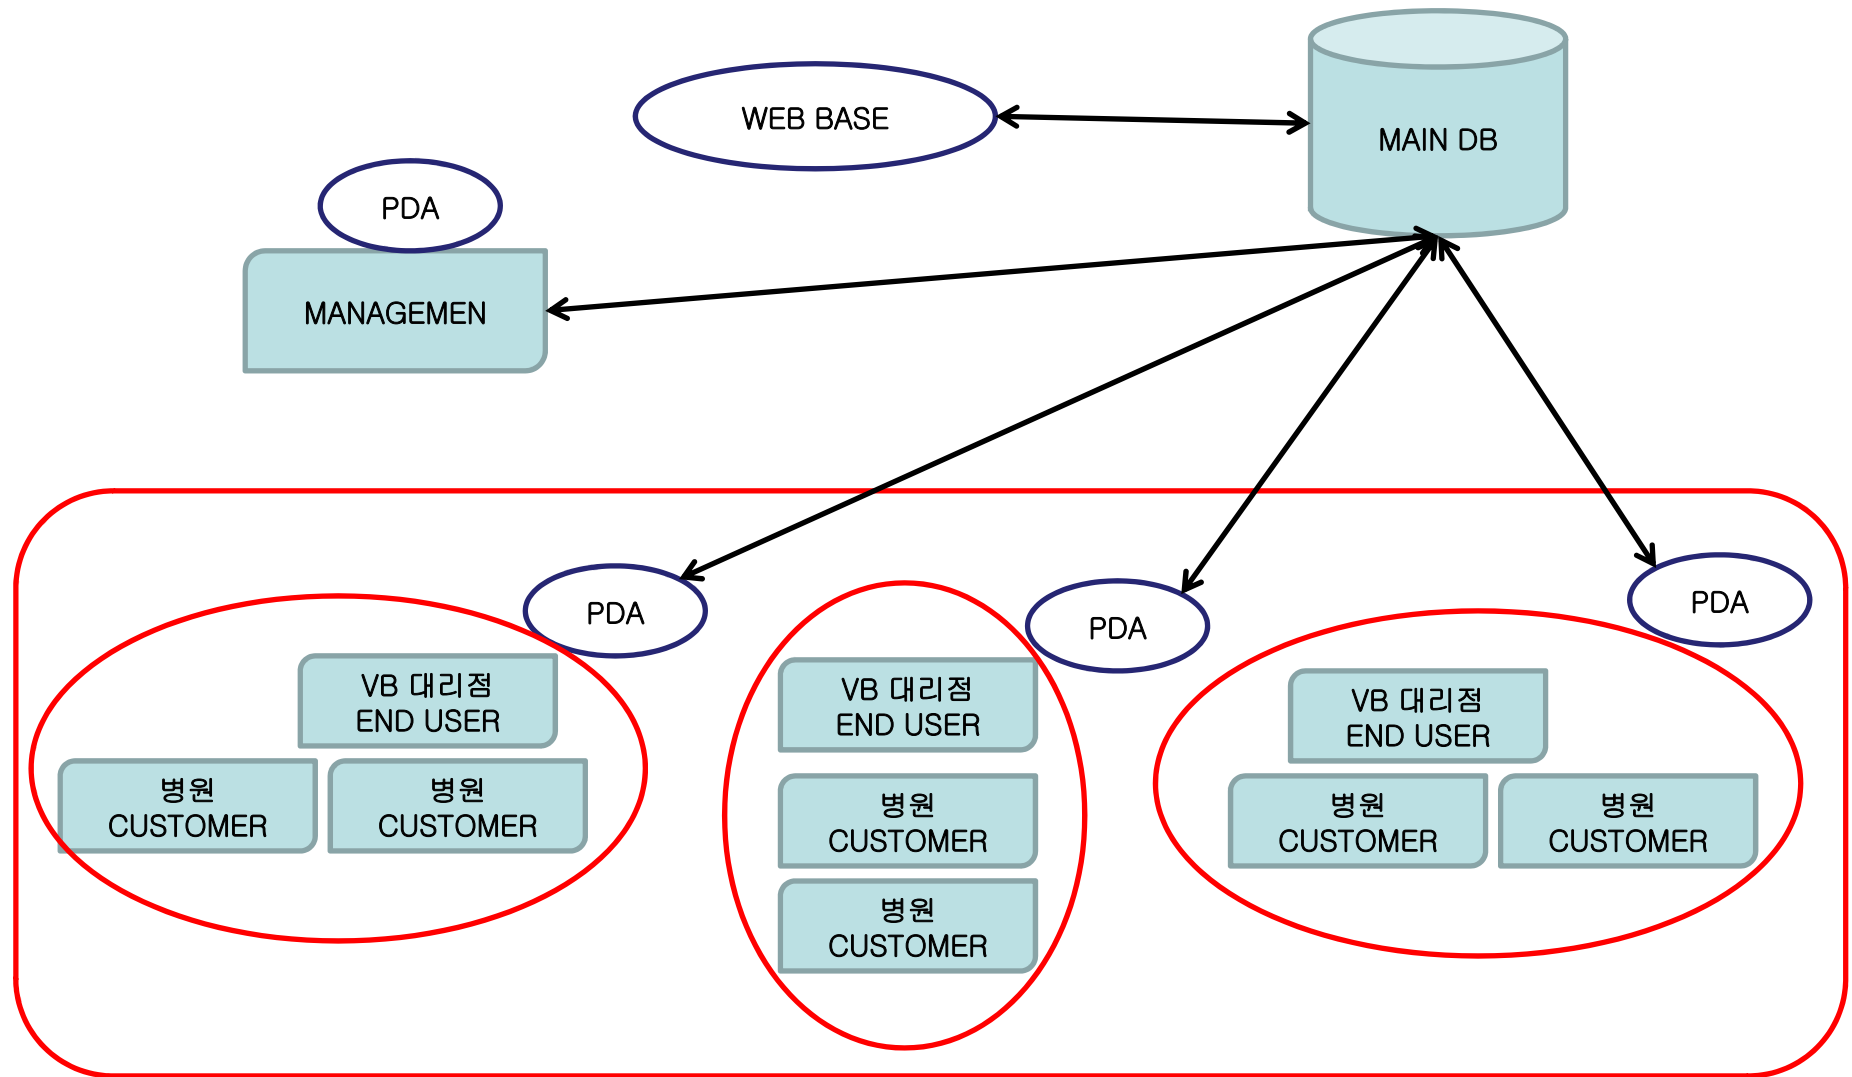 WEB BASE
MAIN DB
PDA
MANAGEMEN
PDA
PDA
PDA
VB 대리점
END USER
병원
CUSTOMER
병원
CUSTOMER
VB 대리점
END USER
병원
CUSTOMER
병원
CUSTOMER
VB 대리점
END USER
병원
CUSTOMER
병원
CUSTOMER